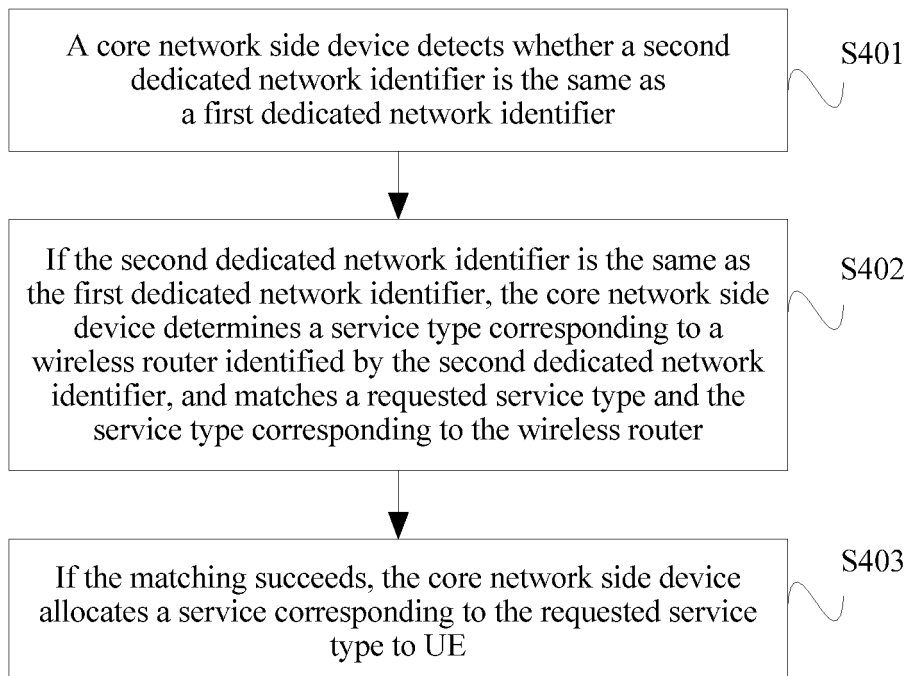 A core network side device detects whether a second
dedicated network identifier is the same as
a first dedicated network identifier
S401
If the second dedicated network identifier is the same as
the first dedicated network identifier, the core network side
device determines a service type corresponding to a
wireless router identified by the second dedicated network
identifier, and matches a requested service type and the
service type corresponding to the wireless router
S402
If the matching succeeds, the core network side device
allocates a service corresponding to the requested service
type to UE
S403